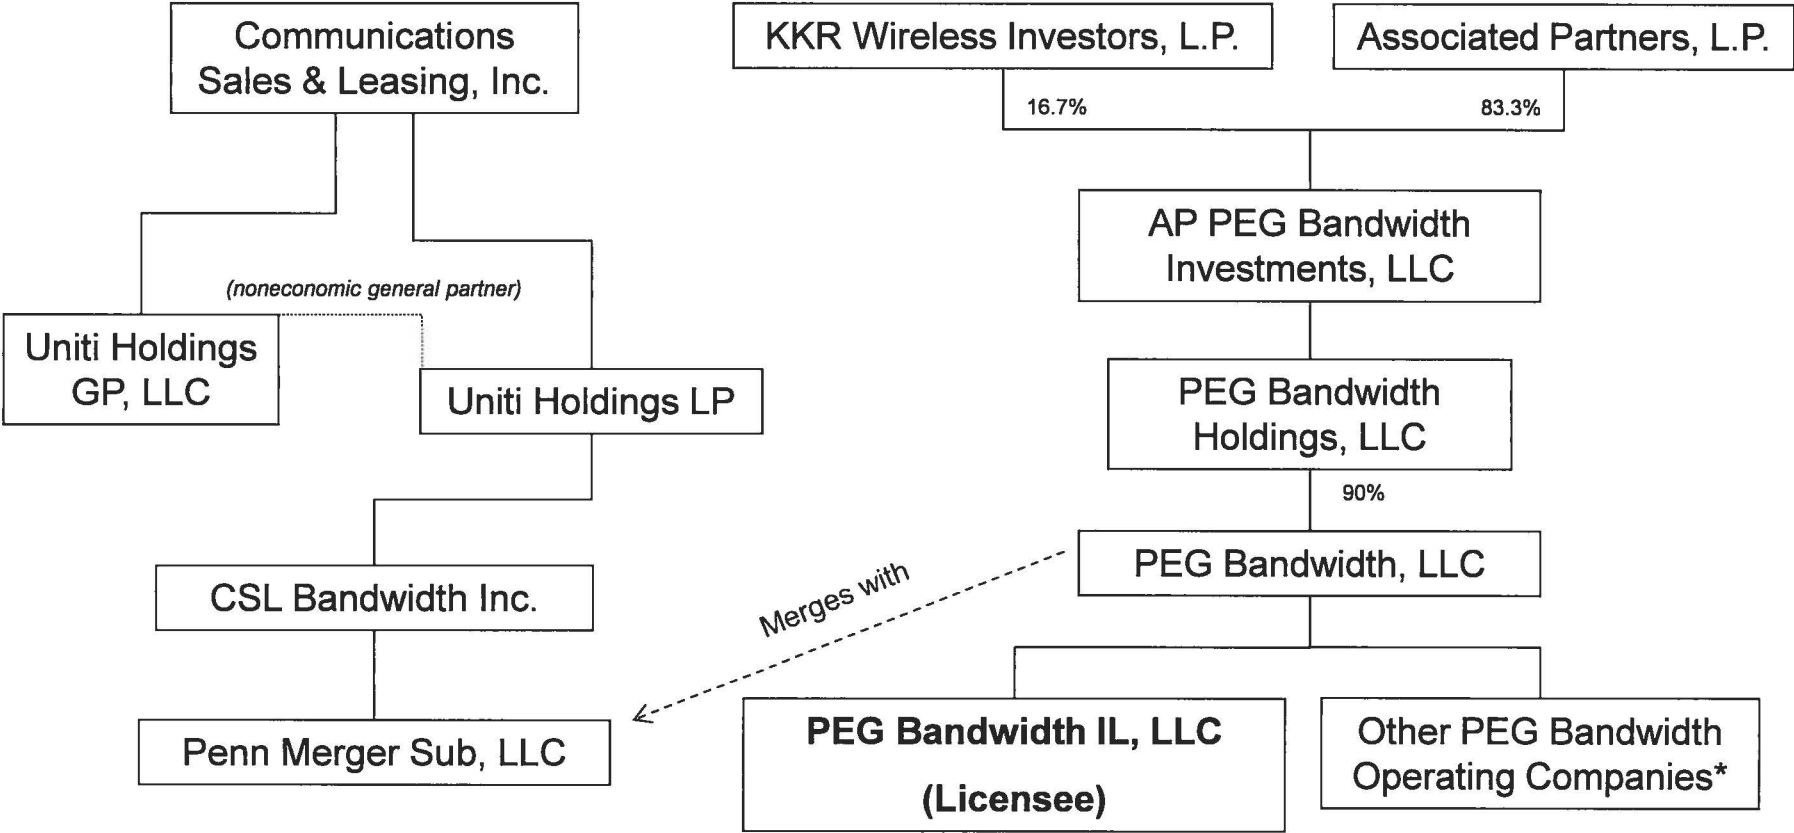 Communications
Sales & Leasing, Inc.
KKR Wireless Investors, L.P.
Associated Partners, L.P.
16.7%
83.3%
AP PEG Bandwidth
Investments, LLC
(noneconomic general partner)
Uniti Holdings
GP, LLC
Uniti Holdings LP
PEG Bandwidth
Holdings, LLC
90%
PEG Bandwidth, LLC
CSL Bandwidth Inc.
Merges with
Penn Merger Sub, LLC
PEG Bandwidth IL, LLC
(Licensee)
Other PEG Bandwidth
Operating Companies*